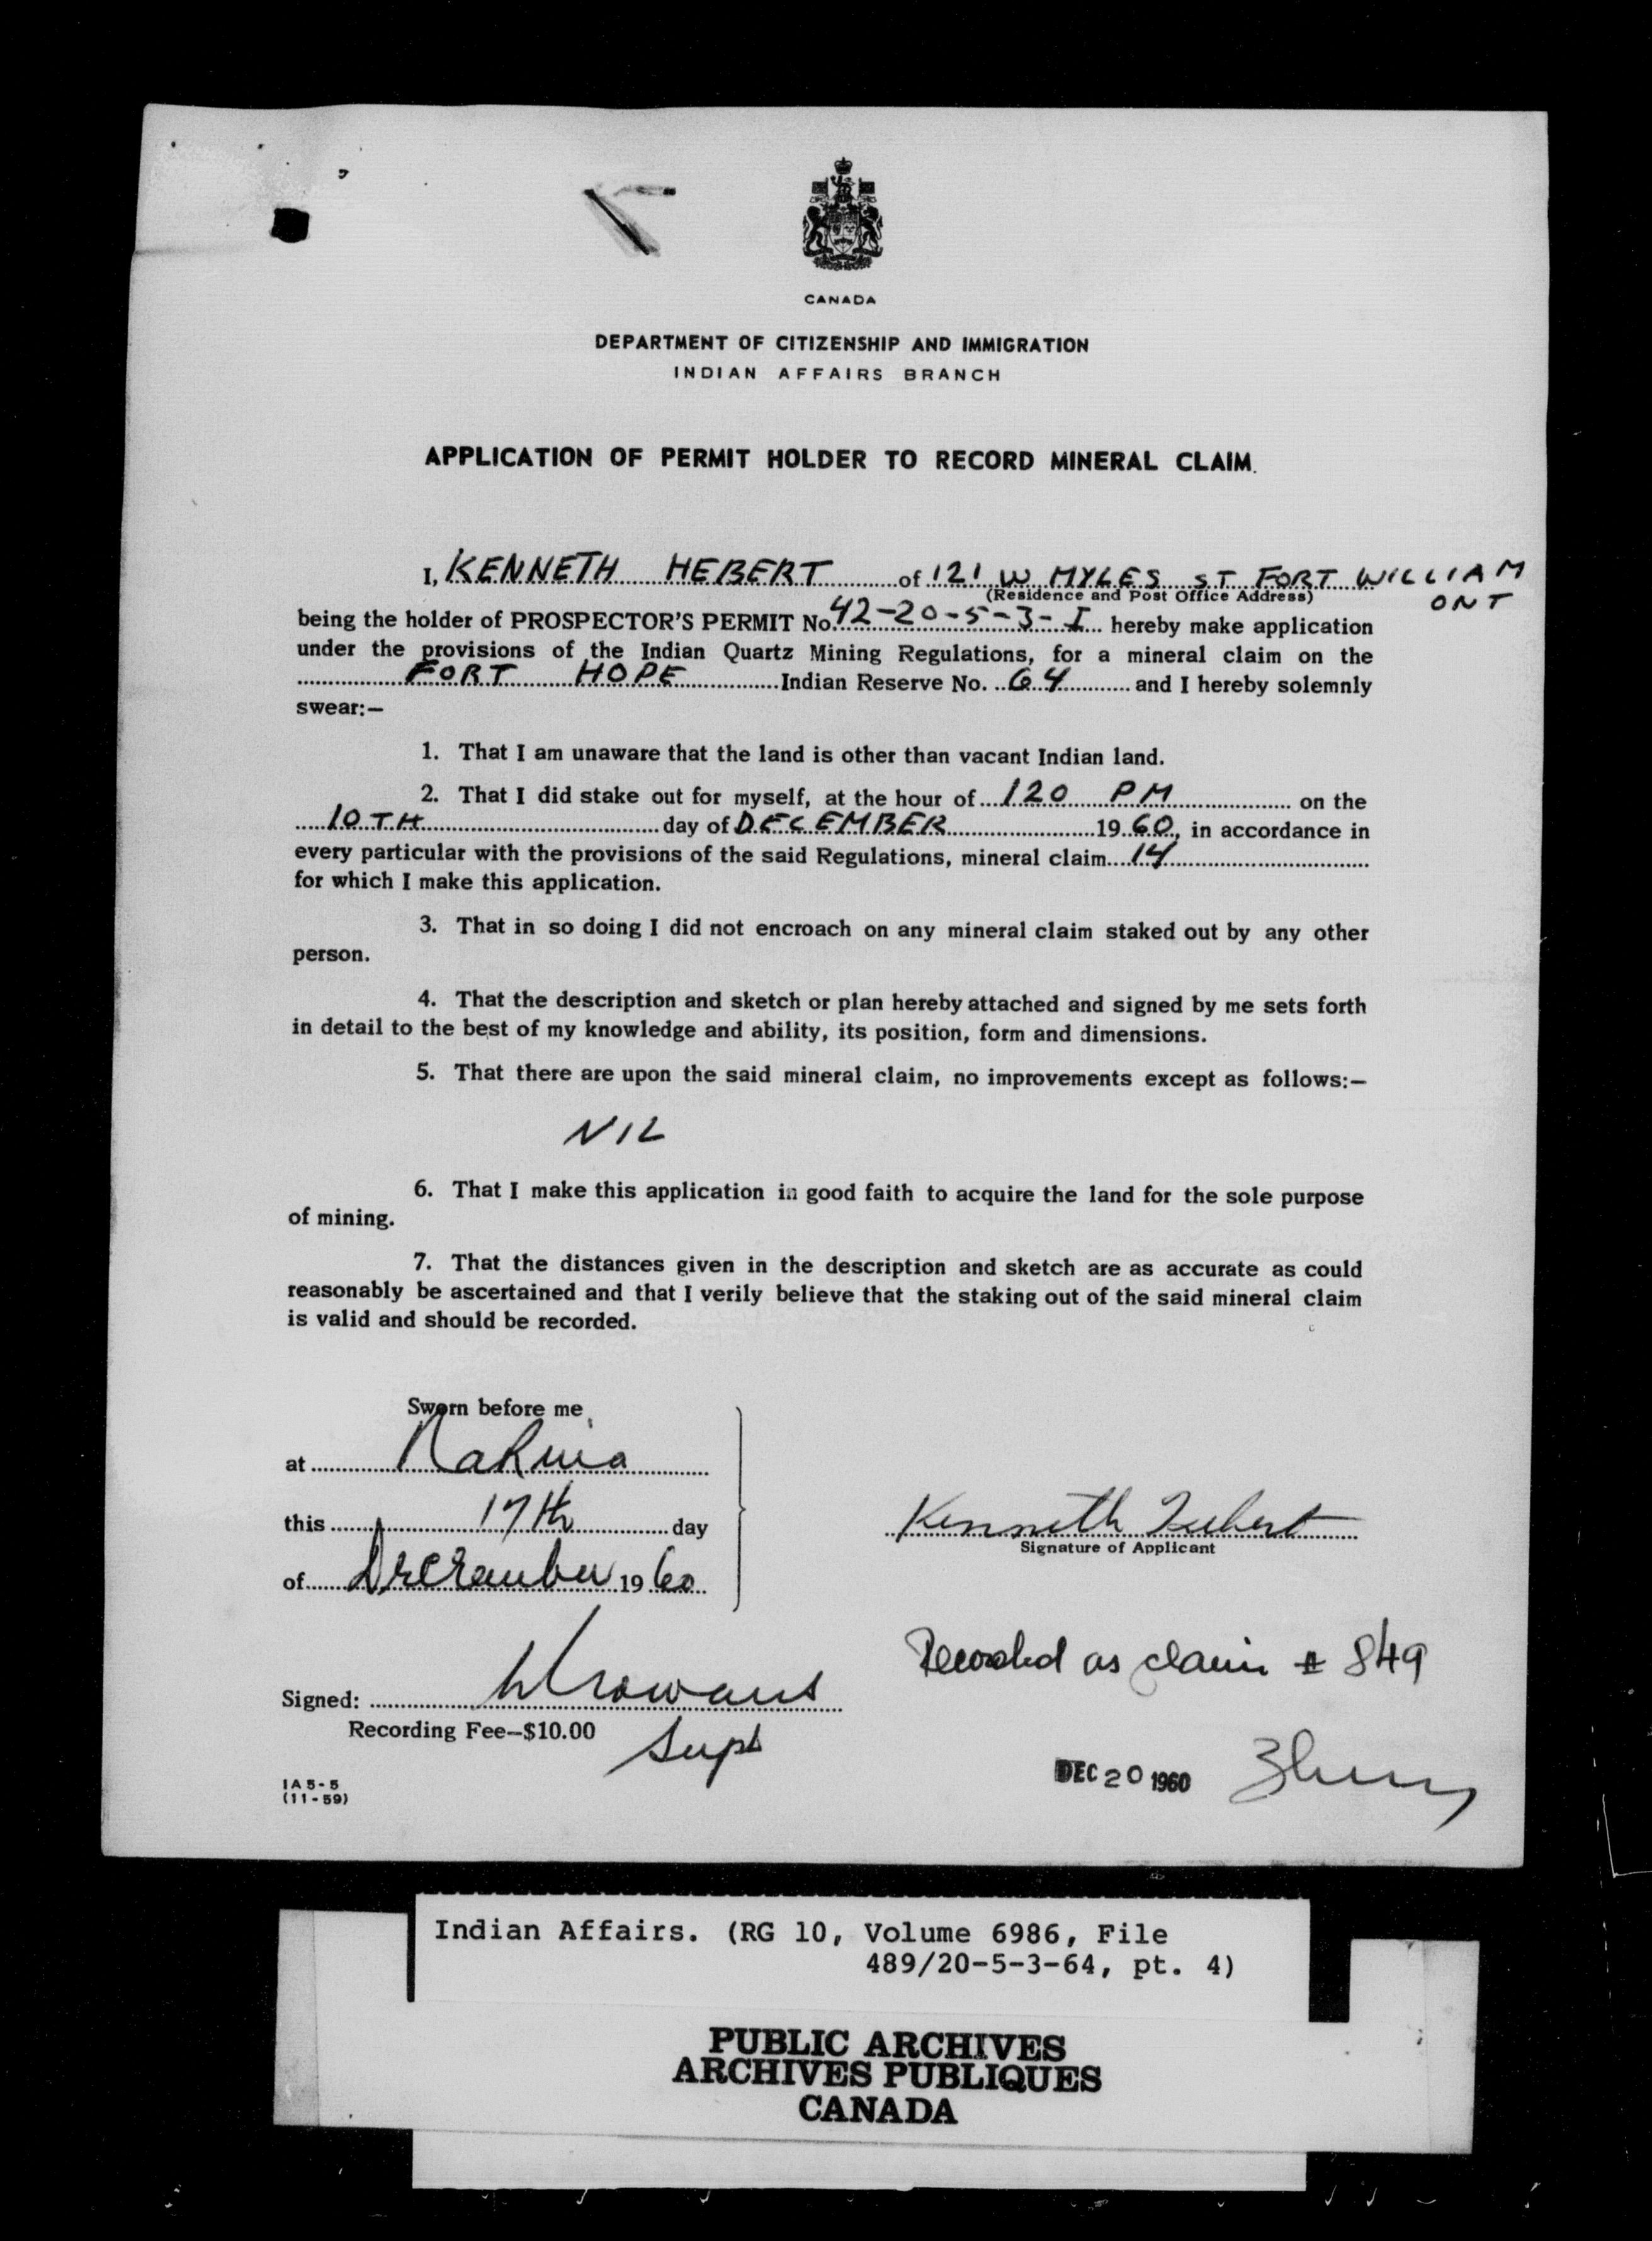 CANADA
DEPARTMENT OF CITIZENSHIP AND IMMIGRATION
INDIAN AFFAIRS BRANCH
APPLICATION OF PERMIT HOLDER TO RECORD MINERAL CLAIM.
I, KENNETH HEBERT of 121 W MYLES ST FORT WILLIAM
(Residence and Post Office Address) ONT
being the holder of PROSPECTOR'S PERMIT No. 42-20-5-3-I hereby make application
under the provisions of the Indian Quartz Mining Regulations, for a mineral claim on the
FORT HOPE Indian Reserve No. 64 and I hereby solemnly
swear:—
1. That I am unaware that the land is other than vacant Indian land.
2. That I did stake out for myself, at the hour of 120 PM on the
10TH day of DECEMBER 1960, in accordance in
every particular with the provisions of the said Regulations, mineral claim 14
for which I make this application.
3. That in so doing I did not encroach on any mineral claim staked out by any other
person.
4. That the description and sketch or plan hereby attached and signed by me sets forth
in detail to the best of my knowledge and ability, its position, form and dimensions.
5. That there are upon the said mineral claim, no improvements except as follows:—
NIL
6. That I make this application in good faith to acquire the land for the sole purpose
of mining.
7. That the distances given in the description and sketch are as accurate as could
reasonably be ascertained and that I verily believe that the staking out of the said mineral claim
is valid and should be recorded.
Sworn before me
at Nakina
this 17th day
of December 1960
Kenneth Hebert
Signature of Applicant
Signed:
Recording Fee—$10.00
Supt
Recorded as claim # 849
DEC 20 1960
IA 5-5
(11-59)
Indian Affairs. (RG 10, Volume 6986, File
489/20-5-3-64, pt. 4)
PUBLIC ARCHIVES
ARCHIVES PUBLIQUES
CANADA